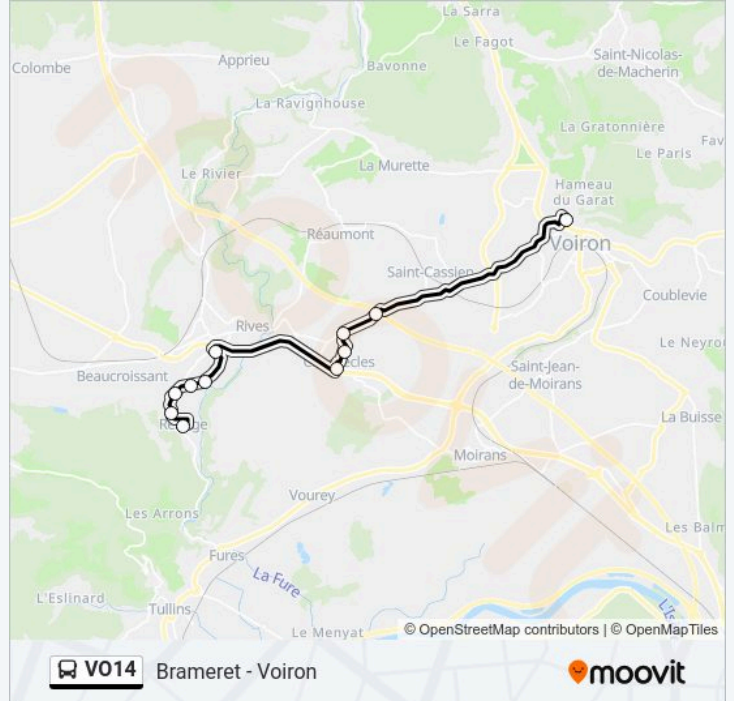 La Sarra
Le Fagot
Saint-Nicolas-
de-Macherin
Colombe
Apprieu
Bavonne
La Ravignhouse
La Gratonnière
Fav
Le Paris
La Murette
Le Rivier
Hameau
du Garat
Réaumont
Voiron
Saint-Cassien
Coublevie
Rives
Le Neyro
Beaucroissant
Saint-Jean-
de-Moirans
La Buisse
Moirans
Vourey
Les Arrons
Les Balm
Fures
La Fure
L'Eslinard
Tullins
L'Is
Le Menyat
© OpenStreetMap contributors | © OpenMapTiles
VO14 Brameret - Voiron
moovit